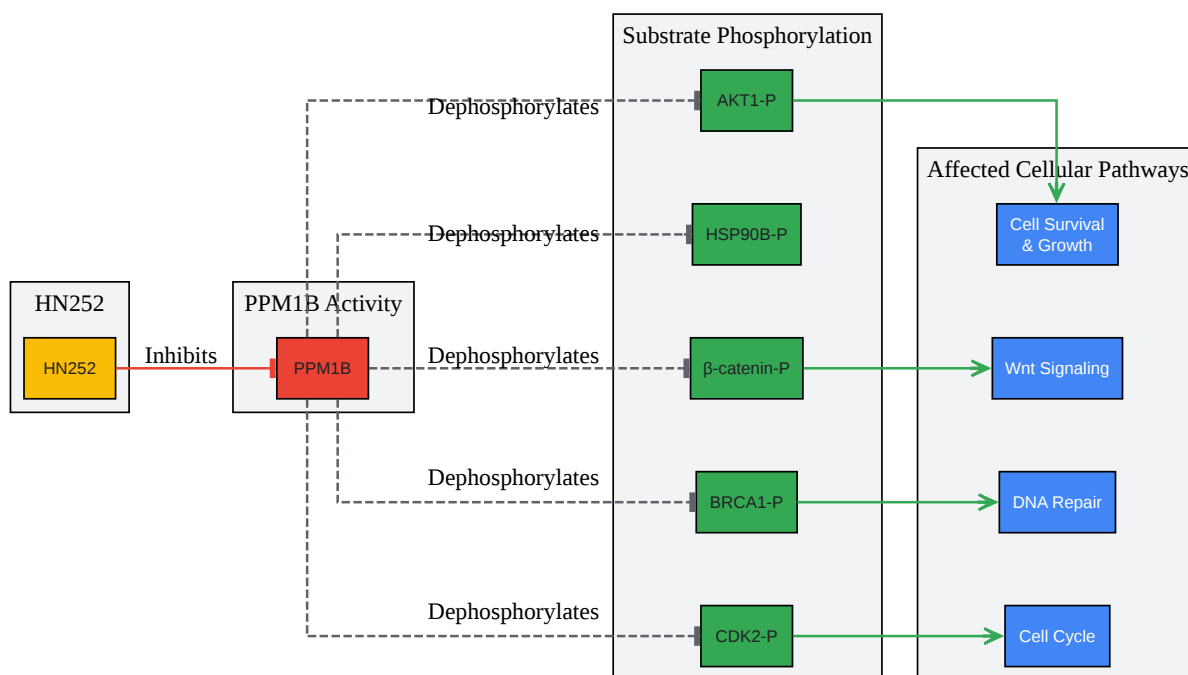 Substrate Phosphorylation
Dephosphorylates
AKT1-P
Affected Cellular Pathways
Dephosphorylates
HSP90B-P
Cell Survival
& Growth
HN252
PPM1B Activity
HN252
Inhibits
PPM1B
Dephosphorylates
β-catenin-P
Wnt Signaling
Dephosphorylates
BRCA1-P
DNA Repair
Dephosphorylates
CDK2-P
Cell Cycle